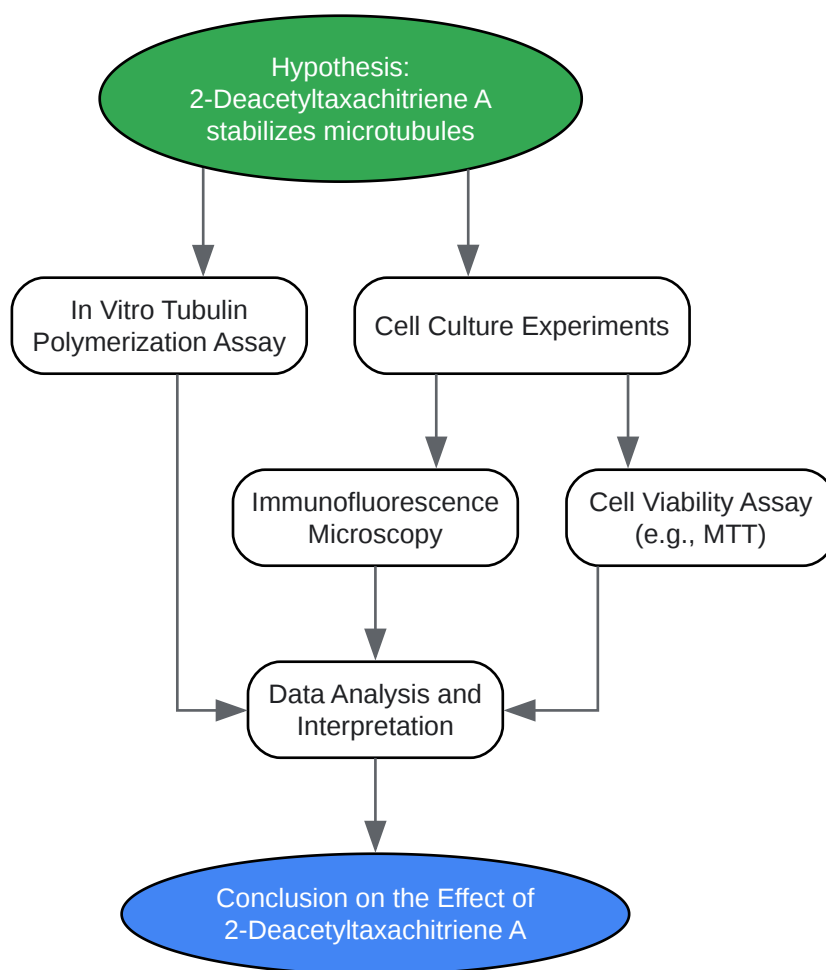 Hypothesis:
2-Deacetyltaxachitriene A
stabilizes microtubules
In Vitro Tubulin
Polymerization Assay
Cell Culture Experiments
Immunofluorescence
Microscopy
Cell Viability Assay
(e.g., MTT)
Data Analysis and
Interpretation
Conclusion on the Effect of
2-Deacetyltaxachitriene A